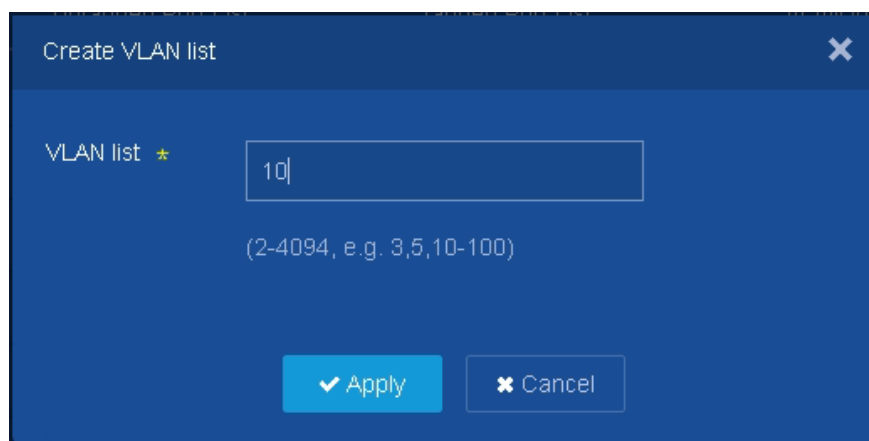 Create VLAN list
VLAN list *
10
(2-4094, e.g. 3,5,10-100)
Apply Cancel